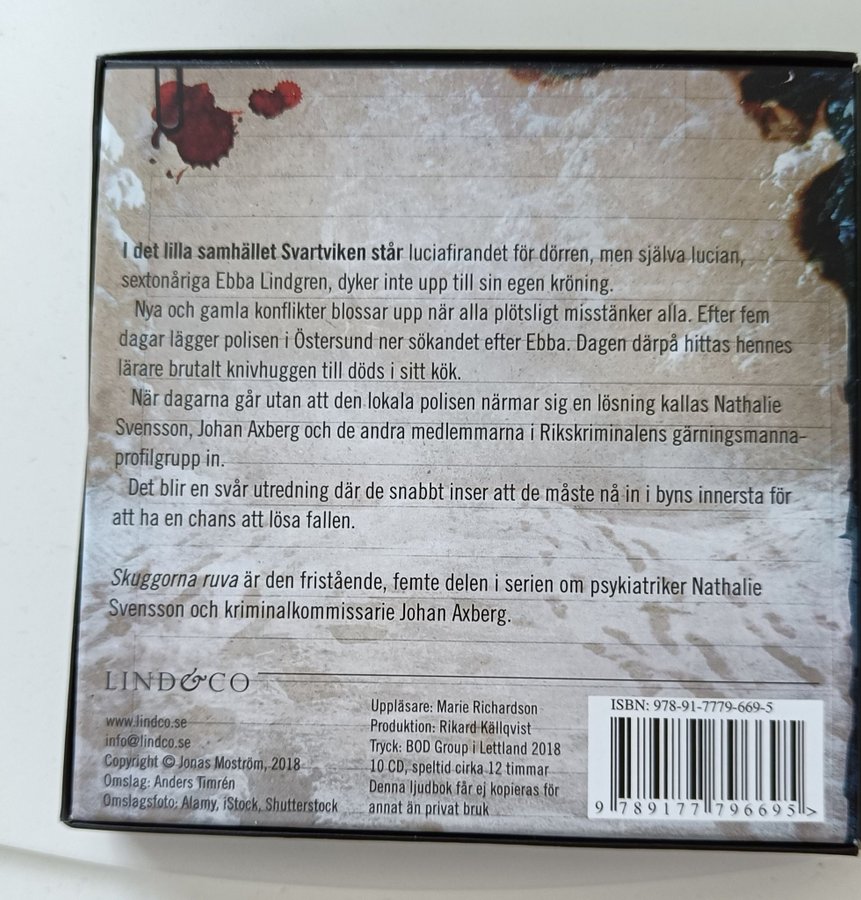 I det lilla samhället Svartviken står luciafirandet för dörren, men själva lucian,
sextonåriga Ebba Lindgren, dyker inte upp till sin egen kröning.
Nya och gamla konflikter blossar upp när alla plötsligt misstänker alla. Efter fem
dagar lägger polisen i Östersund ner sökandet efter Ebba. Dagen därpå hittas hennes
lärare brutalt knivhuggen till döds i sitt kök.
När dagarna går utan att den lokala polisen närmar sig en lösning kallas Nathalie
Svensson, Johan Axberg och de andra medlemmarna i Rikskriminalens gärningsmanna-
profilgrupp in.
Det blir en svår utredning där de snabbt inser att de måste nå in i byns innersta för
att ha en chans att lösa fallen.
Skuggorna ruva är den fristående, femte delen i serien om psykiatriker Nathalie
Svensson och kriminalkommissarie Johan Axberg.
LIND&CO
www.lindco.se
info@lindco.se
Copyright © Jonas Moström, 2018
Omslag: Anders Timrén
Omslagsfoto: Alamy, iStock, Shutterstock
Uppläsare: Marie Richardson
Produktion: Rikard Källqvist
Tryck: BOD Group i Lettland 2018
10 CD, speltid cirka 12 timmar
Denna ljudbok får ej kopieras för
annat än privat bruk
ISBN: 978-91-7779-669-5
9 789177 796695 >